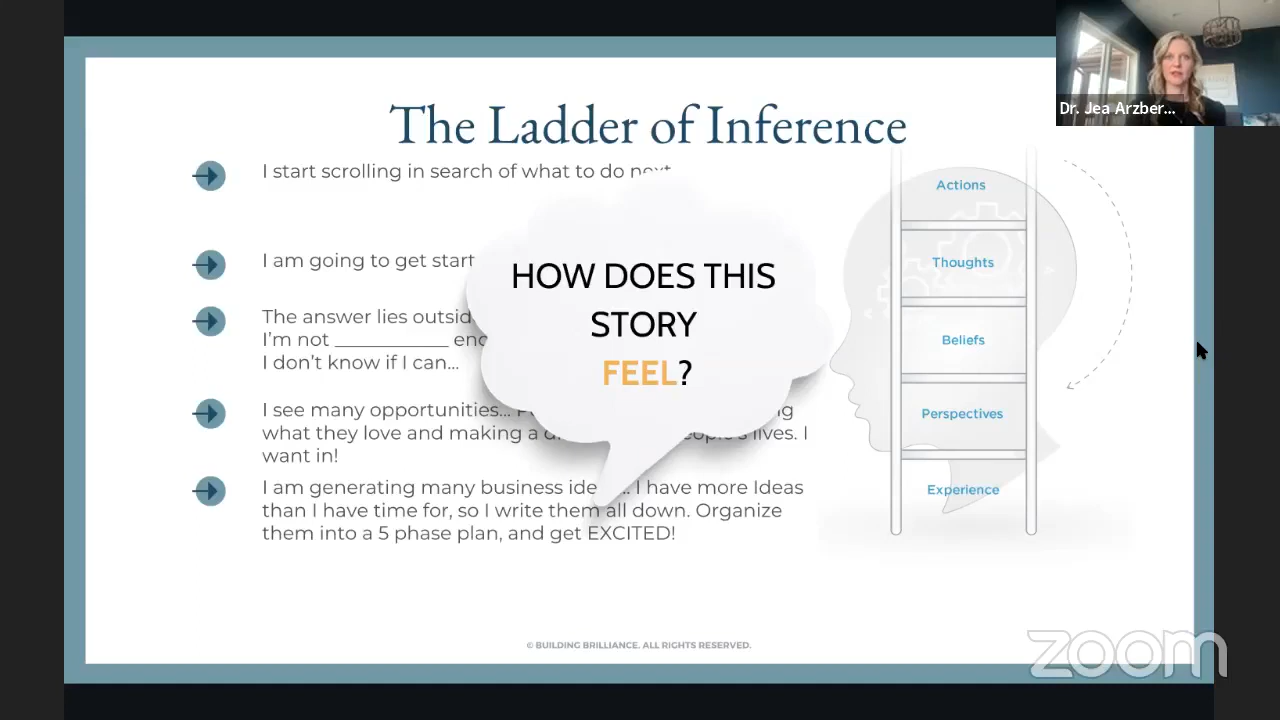 Dr. Jea Arzber...
The Ladder of Inference
I start scrolling in search of what to do next
I am going to get start
The answer lies outsid
I'm not ____________ eno
I don't know if I can...
I see many opportunities...
what they love and making a d people's lives. I
want in!
I am generating many business ide ... I have more Ideas
than I have time for, so I write them all down. Organize
them into a 5 phase plan, and get EXCITED!
HOW DOES THIS
STORY
FEEL?
Actions
Thoughts
Beliefs
Perspectives
Experience
© BUILDING BRILLIANCE. ALL RIGHTS RESERVED.
zoom